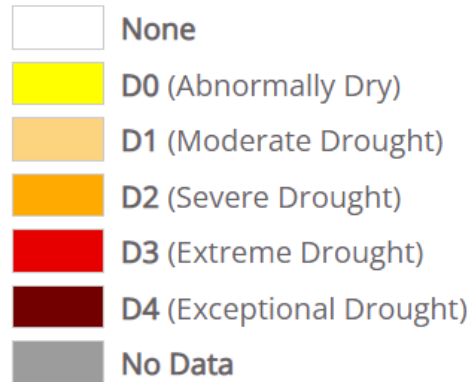 None
D0 (Abnormally Dry)
D1 (Moderate Drought)
D2 (Severe Drought)
D3 (Extreme Drought)
D4 (Exceptional Drought)
No Data